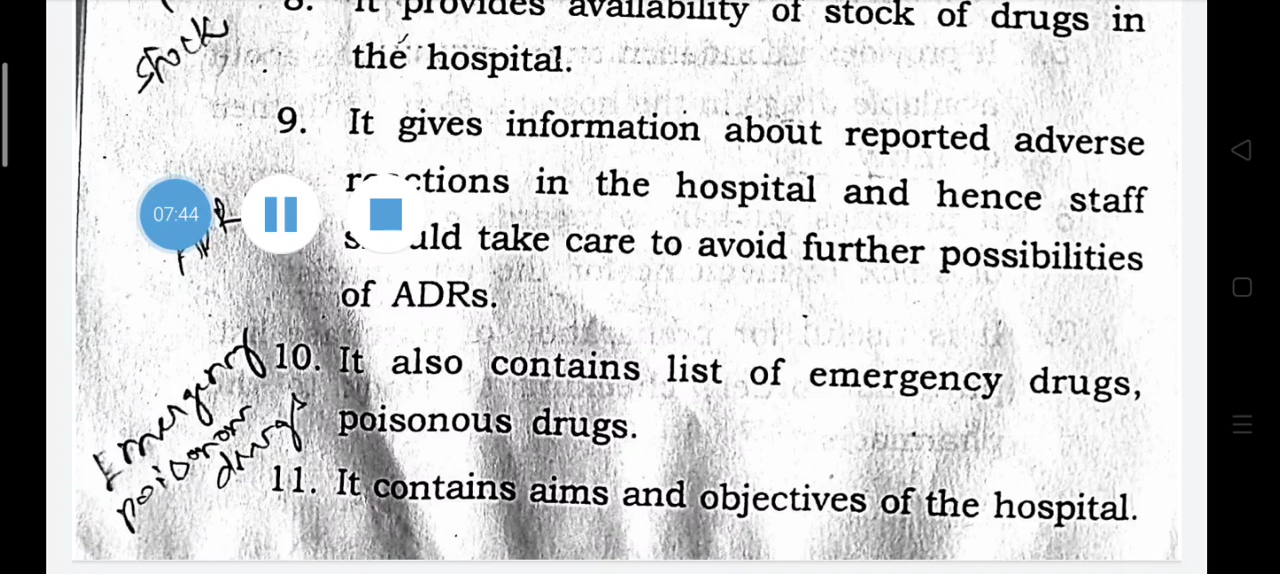 8. It provides availability of stock of drugs in
the hospital.
stock
9. It gives information about reported adverse
reactions in the hospital and hence staff
07:44
should take care to avoid further possibilities
of ADRs.
10. It also contains list of emergency drugs,
poisonous drugs.
Emergency
poisonous
drugs
11. It contains aims and objectives of the hospital.